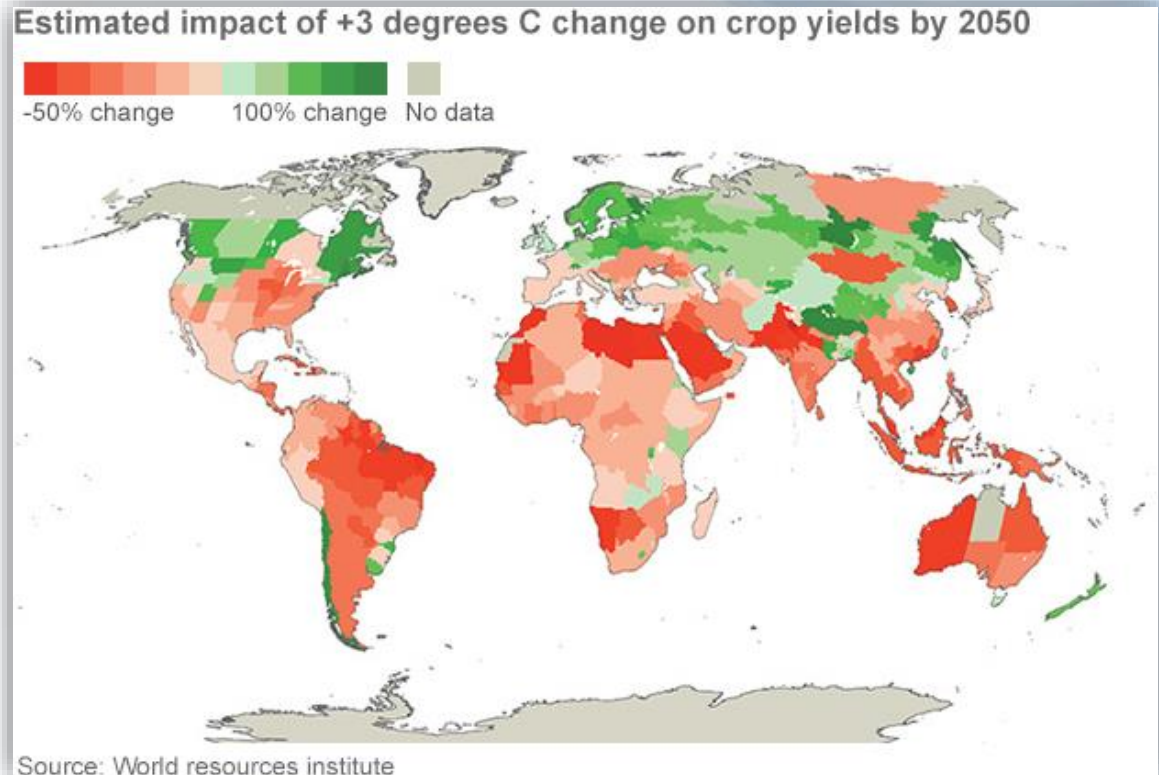 Estimated impact of +3 degrees C change on crop yields by 2050
-50% change 100% change No data
Source: World resources institute